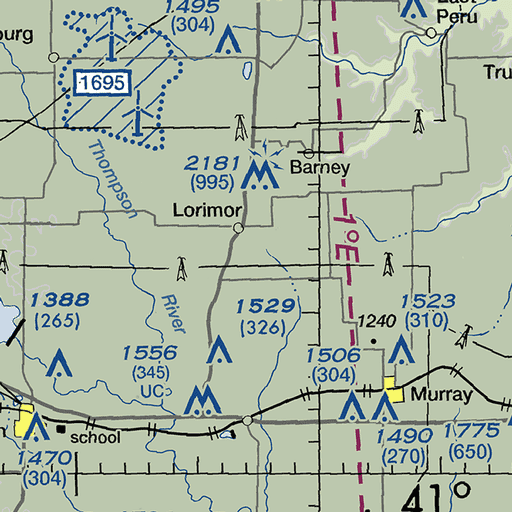 1495
(304)
East
Peru
burg
Tru
1695
Thompson
2181
(995)
Barney
Lorimor
1°E
1388
(265)
River
1529
(326)
1523
(310)
1240
1556
(345)
UC
1506
(304)
Murray
school
1490
(270)
1775
(650)
1470
(304)
41°